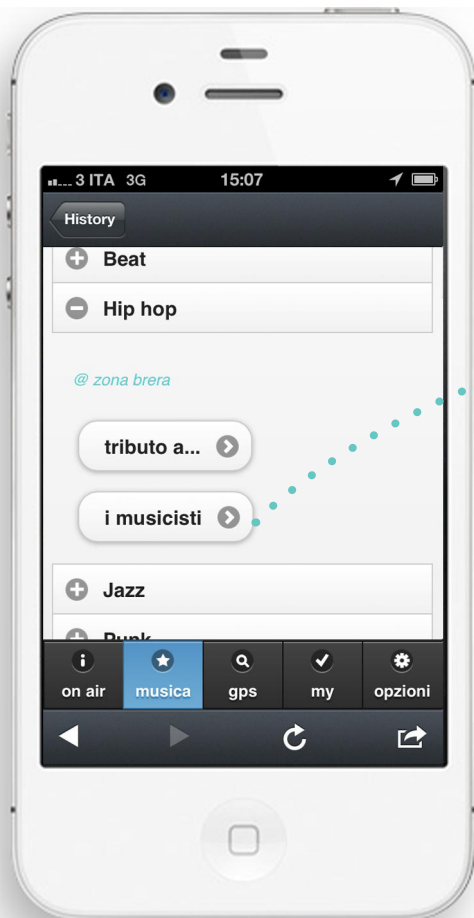 3 ITA 3G 15:07
History
Beat
Hip hop
@ zona brera
tributo a...
i musicisti
Jazz
Punk
on air musica gps my opzioni